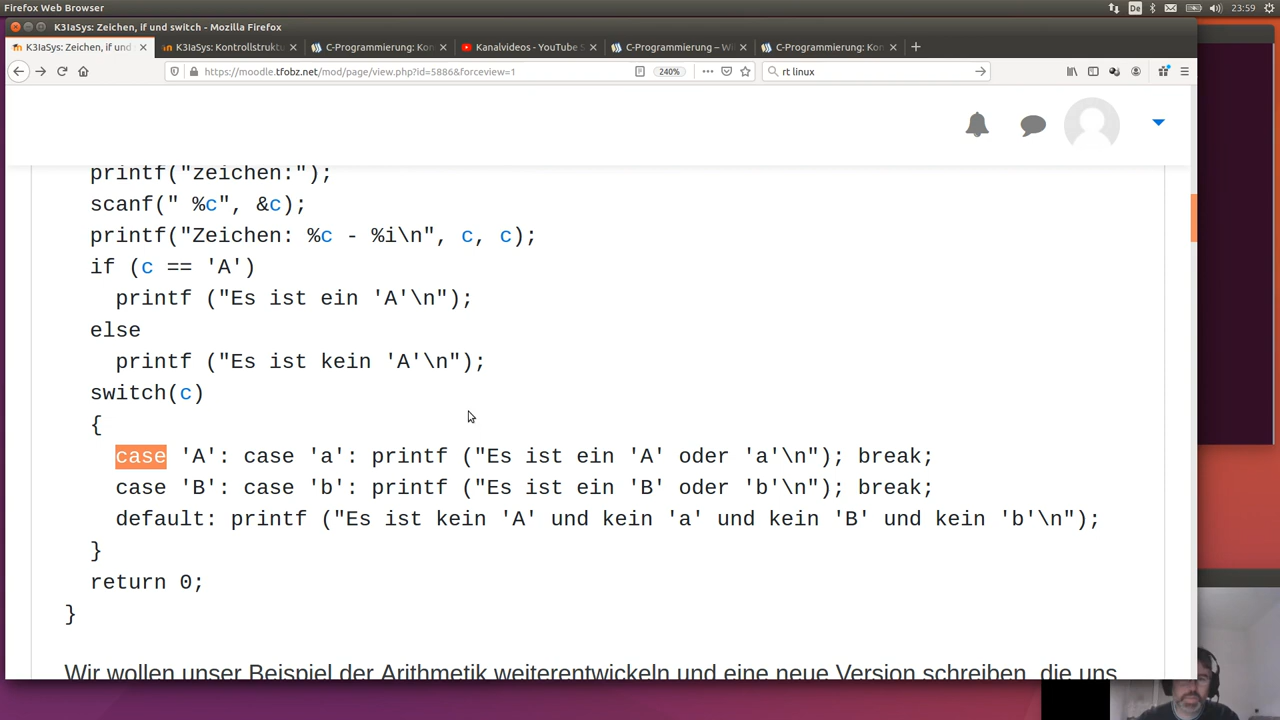 Firefox Web Browser
De
23:59
K3IaSys: Zeichen, if und switch - Mozilla Firefox
K3IaSys: Zeichen, if und
K3IaSys: Kontrollstruktu
C-Programmierung: Kon
Kanalvideos - YouTube S
C-Programmierung – Wi
C-Programmierung: Kon
https://moodle.tfobz.net/mod/page/view.php?id=5886&forceview=1
240%
rt linux
printf("zeichen:");
scanf(" %c", &c);
printf("Zeichen: %c - %i\n", c, c);
if (c == 'A')
printf ("Es ist ein 'A'\n");
else
printf ("Es ist kein 'A'\n");
switch(c)
{
case 'A': case 'a': printf ("Es ist ein 'A' oder 'a'\n"); break;
case 'B': case 'b': printf ("Es ist ein 'B' oder 'b'\n"); break;
default: printf ("Es ist kein 'A' und kein 'a' und kein 'B' und kein 'b'\n");
}
return 0;
}
Wir wollen unser Beispiel der Arithmetik weiterentwickeln und eine neue Version schreiben, die uns